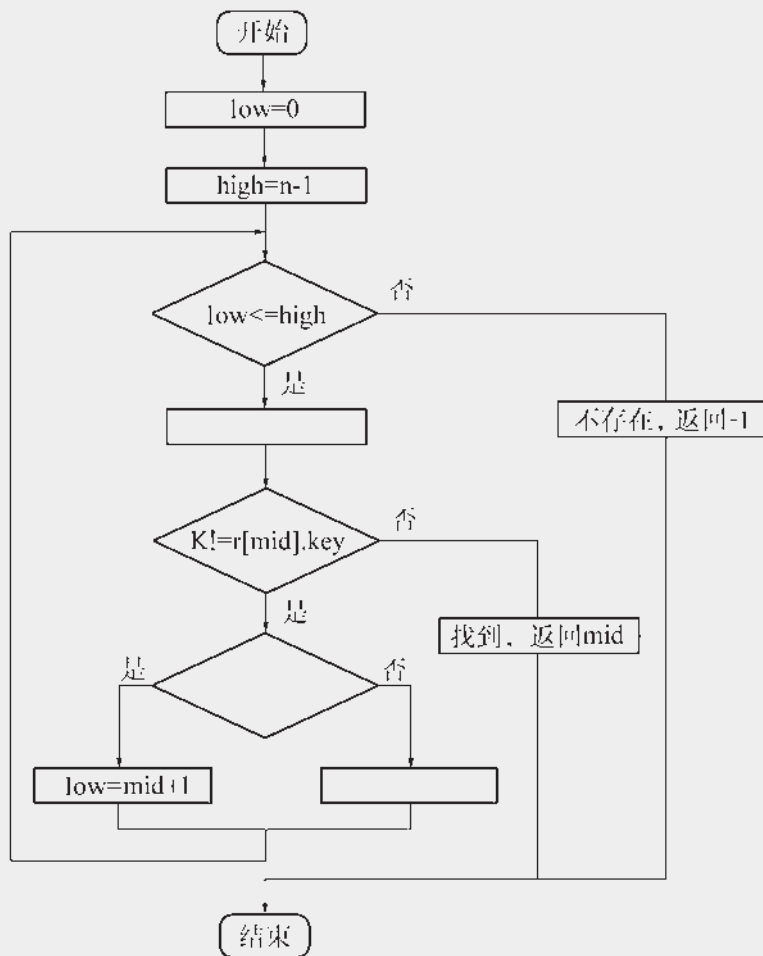 开始
low=0
high=n-1
low<=high
否
是
不存在，返回-1
K!=r[mid].key
否
是
找到，返回mid
是
否
low=mid+1
结束